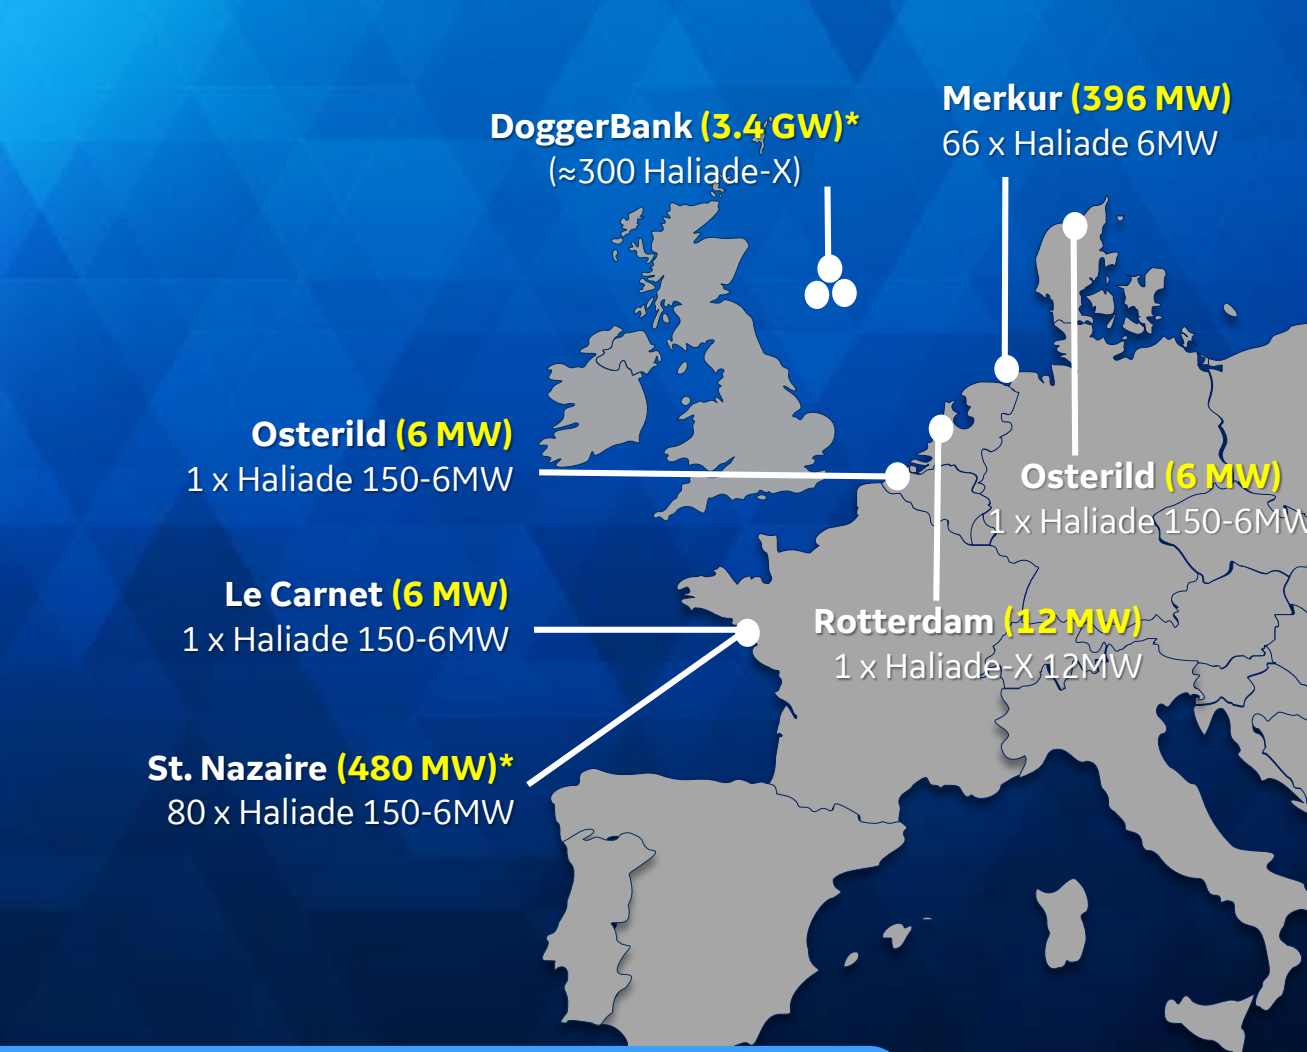 Merkur (396 MW)
66 x Haliade 6MW
DoggerBank (3.4 GW)*
(≈300 Haliade-X)
Osterild (6 MW)
1 x Haliade 150-6MW
Osterild (6 MW)
1 x Haliade 150-6MW
Le Carnet (6 MW)
1 x Haliade 150-6MW
Rotterdam (12 MW)
1 x Haliade-X 12MW
St. Nazaire (480 MW)*
80 x Haliade 150-6MW